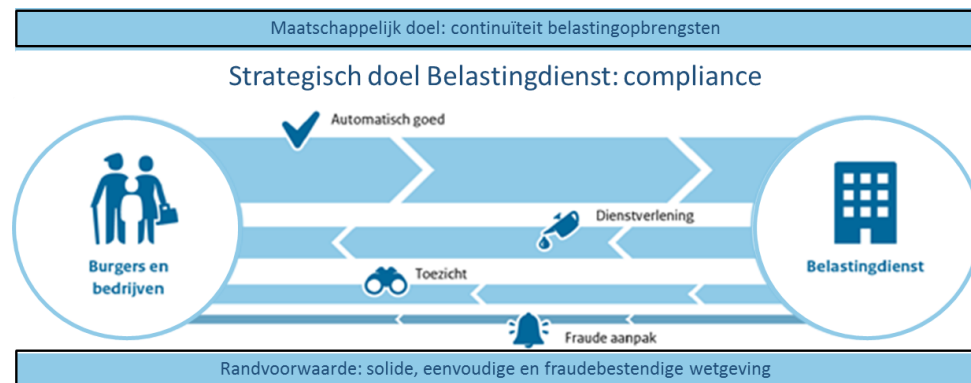 Maatschappelijk doel: continuïteit belastingopbrengsten
Strategisch doel Belastingdienst: compliance
Automatisch goed
Dienstverlening
Burgers en
bedrijven
Toezicht
Belastingdienst
Fraude aanpak
Randvoorwaarde: solide, eenvoudige en fraudebestendige wetgeving